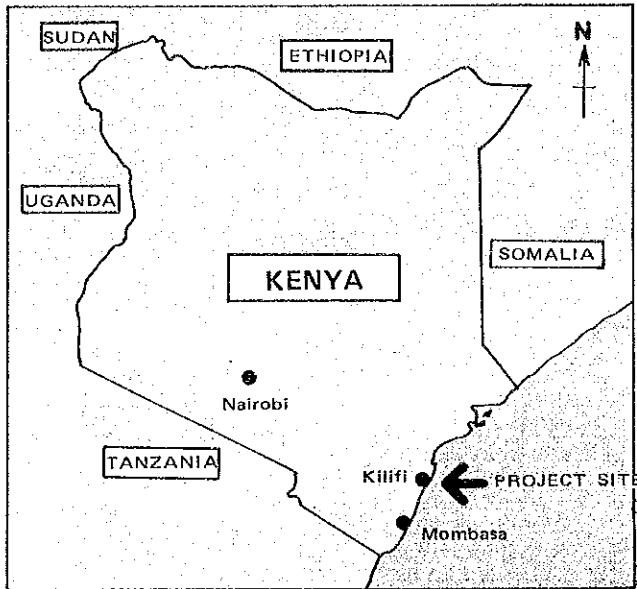 SUDAN
ETHIOPIA
N
UGANDA
SOMALIA
KENYA
Nairobi
TANZANIA
Kilifi
PROJECT SITE
Mombasa